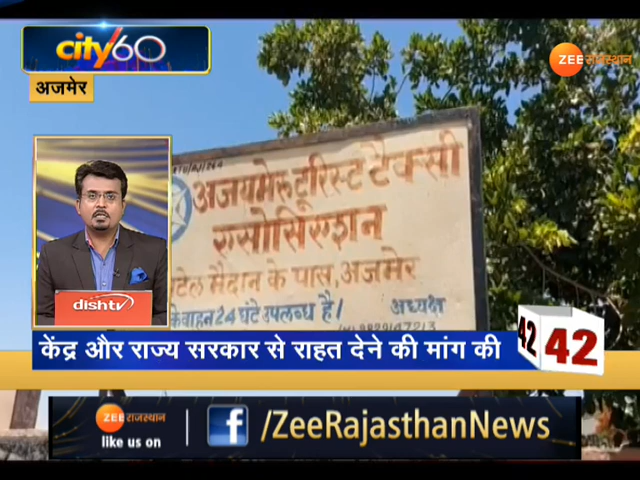 city60
ZEE राजस्थान
अजमेर
अजयमेरू टूरिस्ट टैक्सी
एसोसिएशन
टेल मैदान के पास, अजमेर
के वाहन 24 घंटे उपलब्ध है।
अध्यक्ष
dishtv
केंद्र और राज्य सरकार से राहत देने की मांग की
42
42
ZEE राजस्थान
like us on
f
/ZeeRajasthanNews